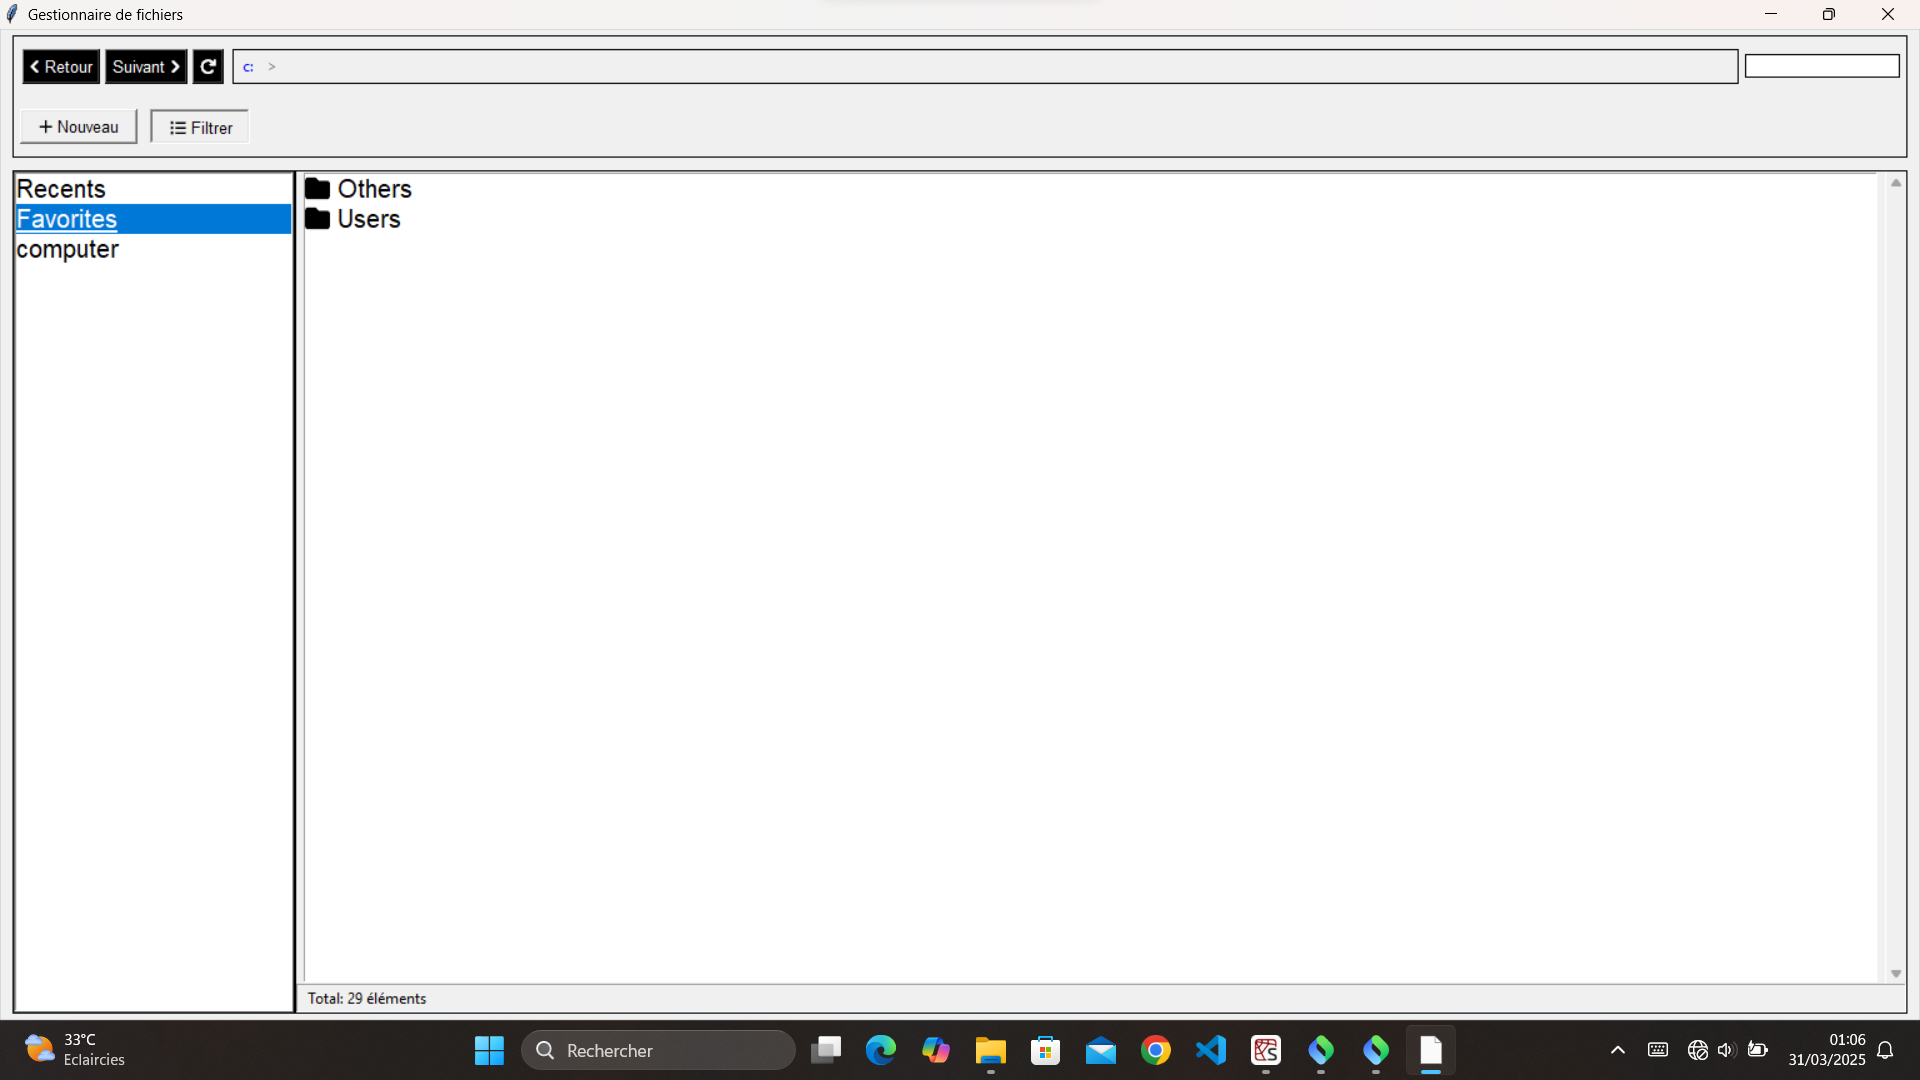 Gestionnaire de fichiers
Retour Suivant c: >
Nouveau Filtrer
Recents
Favorites
computer
Others
Users
Total: 29 éléments
33°C
Eclaircies
Rechercher
01:06
31/03/2025